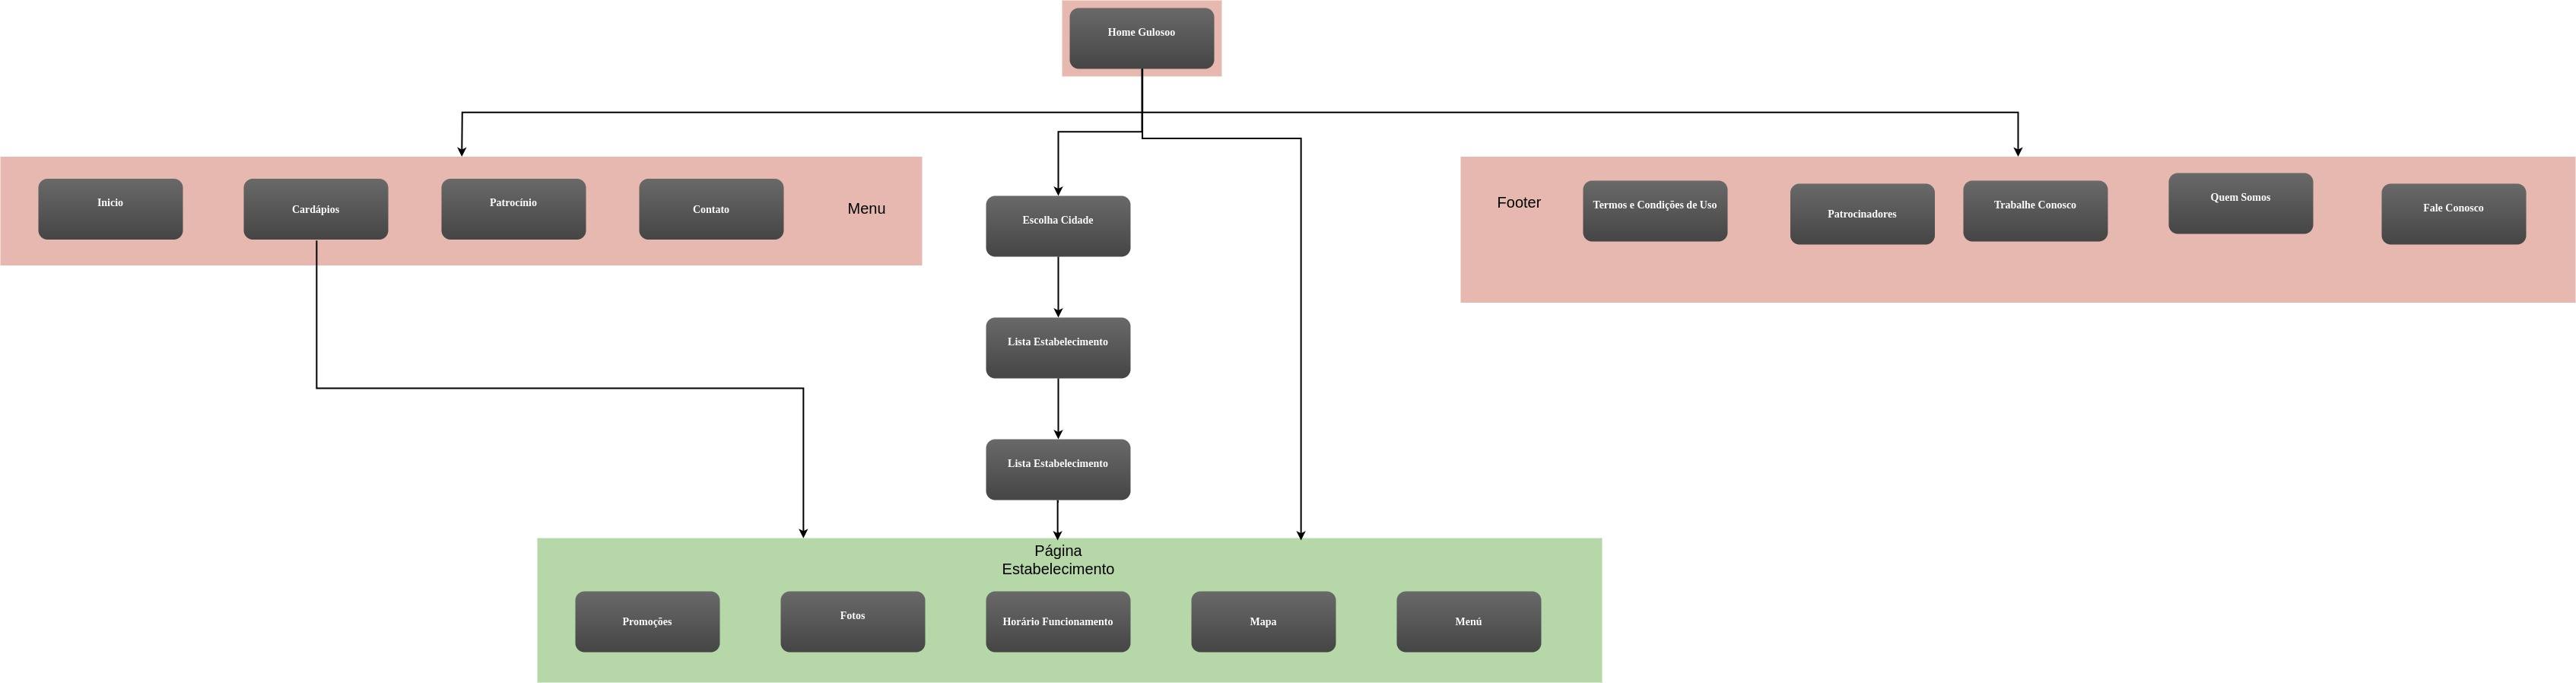 Home Gulosoo
Inicio
Cardápios
Patrocínio
Contato
Menu
Escolha Cidade
Footer
Termos e Condições de Uso
Patrocinadores
Trabalhe Conosco
Quem Somos
Fale Conosco
Lista Estabelecimento
Lista Estabelecimento
Página
Estabelecimento
Promoções
Fotos
Horário Funcionamento
Mapa
Menú